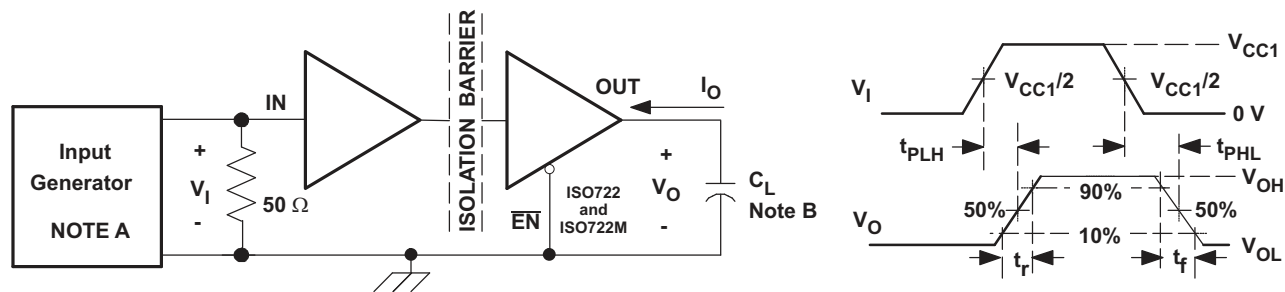 Input
Generator
NOTE A
+
V_I
-
50 Ω
IN
ISOLATION BARRIER
OUT
I_O
EN
ISO722
and
ISO722M
+
V_O
-
C_L
Note B
V_I
V_CC1
V_CC1/2
V_CC1/2
0 V
t_PLH
t_PHL
V_OH
90%
50%
50%
V_O
10%
V_OL
t_r
t_f